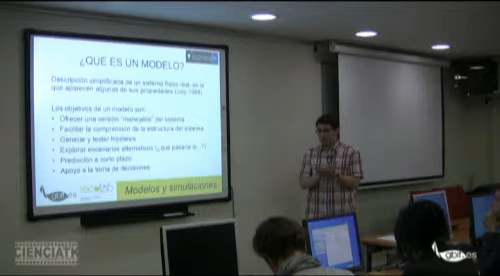 ¿QUÉ ES UN MODELO?
Descripción simplificada de un sistema físico real, en la
que aparecen algunas de sus propiedades
Los objetivos de un modelo son:
• Ofrecer una versión "manejable" del sistema
• Facilitar la comprensión de la estructura del sistema
• Generar y testar hipótesis
• Explorar escenarios alternativos (¿qué pasaría si...?)
• Predicción a corto plazo
• Apoyo a la toma de decisiones
gbif.es
ecolab
Modelos y simulaciones
CIENCIATK
gbif.es